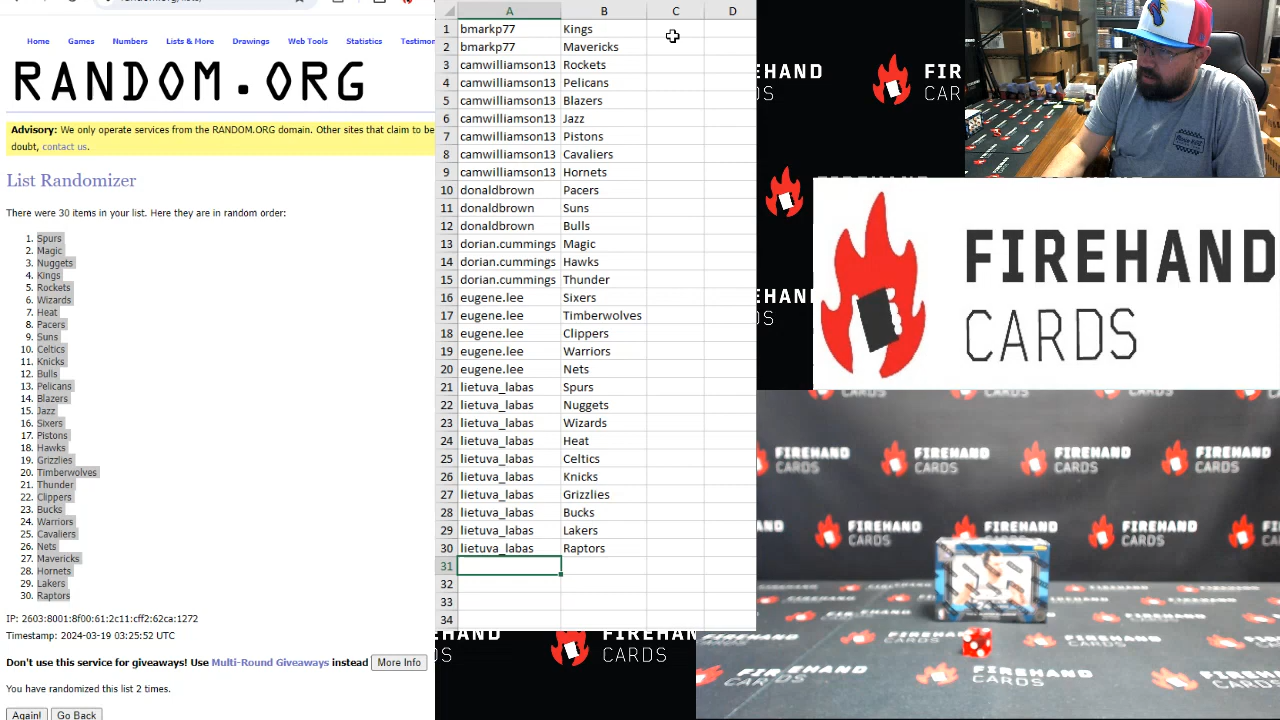 Home Games Numbers Lists & More Drawings Web Tools Statistics Testimor
RANDOM.ORG
Advisory: We only operate services from the RANDOM.ORG domain. Other sites that claim to be
doubt, contact us.
List Randomizer
There were 30 items in your list. Here they are in random order:
1. Spurs
2. Magic
3. Nuggets
4. Kings
5. Rockets
6. Wizards
7. Heat
8. Pacers
9. Suns
10. Celtics
11. Knicks
12. Bulls
13. Pelicans
14. Blazers
15. Jazz
16. Sixers
17. Pistons
18. Hawks
19. Grizzlies
20. Timberwolves
21. Thunder
22. Clippers
23. Bucks
24. Warriors
25. Cavaliers
26. Nets
27. Mavericks
28. Hornets
29. Lakers
30. Raptors
IP: 2603:8001:8f00:61:2c11:cff2:62ca:1272
Timestamp: 2024-03-19 03:25:52 UTC
Don't use this service for giveaways! Use Multi-Round Giveaways instead More Info
You have randomized this list 2 times.
Again! Go Back
A B C D
1 bmarkp77 Kings
2 bmarkp77 Mavericks
3 camwilliamson13 Rockets
4 camwilliamson13 Pelicans
5 camwilliamson13 Blazers
6 camwilliamson13 Jazz
7 camwilliamson13 Pistons
8 camwilliamson13 Cavaliers
9 camwilliamson13 Hornets
10 donaldbrown Pacers
11 donaldbrown Suns
12 donaldbrown Bulls
13 dorian.cummings Magic
14 dorian.cummings Hawks
15 dorian.cummings Thunder
16 eugene.lee Sixers
17 eugene.lee Timberwolves
18 eugene.lee Clippers
19 eugene.lee Warriors
20 eugene.lee Nets
21 lietuva_labas Spurs
22 lietuva_labas Nuggets
23 lietuva_labas Wizards
24 lietuva_labas Heat
25 lietuva_labas Celtics
26 lietuva_labas Knicks
27 lietuva_labas Grizzlies
28 lietuva_labas Bucks
29 lietuva_labas Lakers
30 lietuva_labas Raptors
31
32
33
34
FIREHAND
CARDS
FIREHAND
CARDS
FIREHAND
CARDS
FIREHAND
CARDS